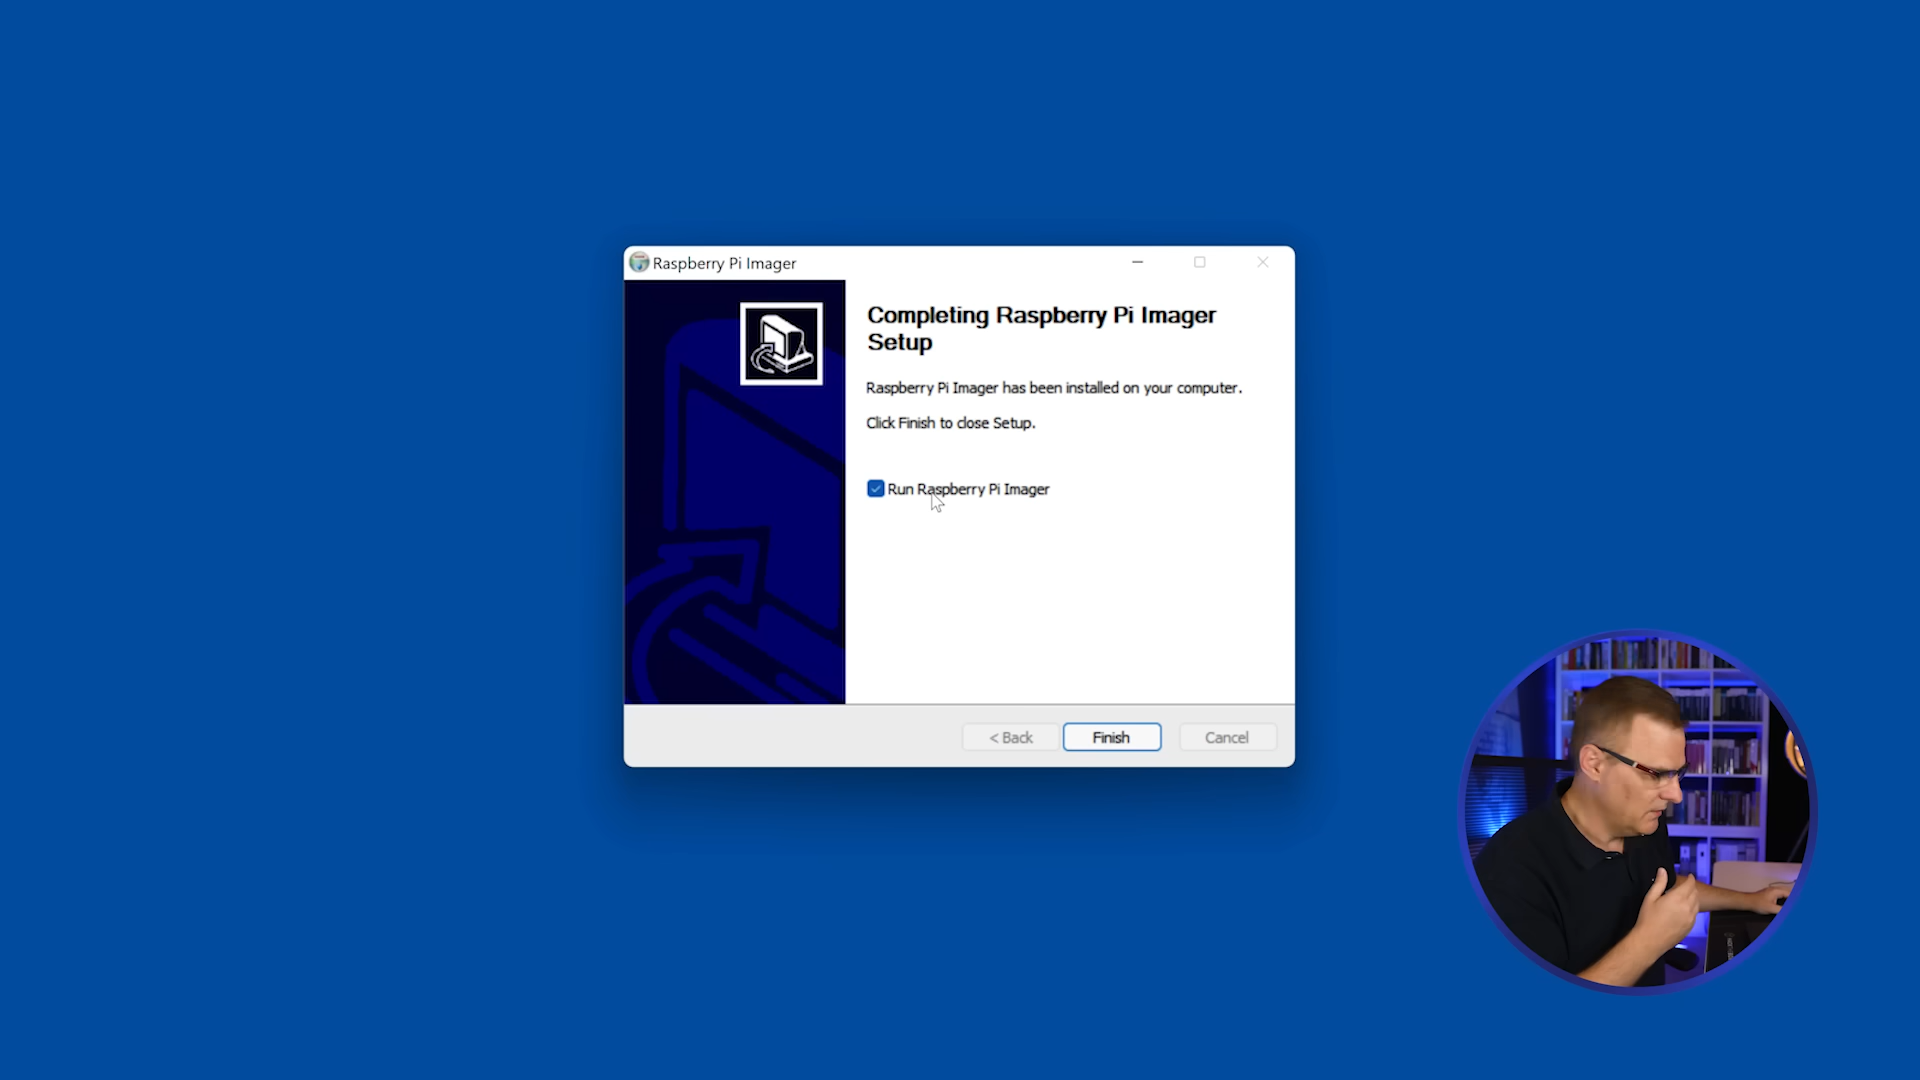 Raspberry Pi Imager
Completing Raspberry Pi Imager
Setup
Raspberry Pi Imager has been installed on your computer.
Click Finish to close Setup.
Run Raspberry Pi Imager
< Back
Finish
Cancel